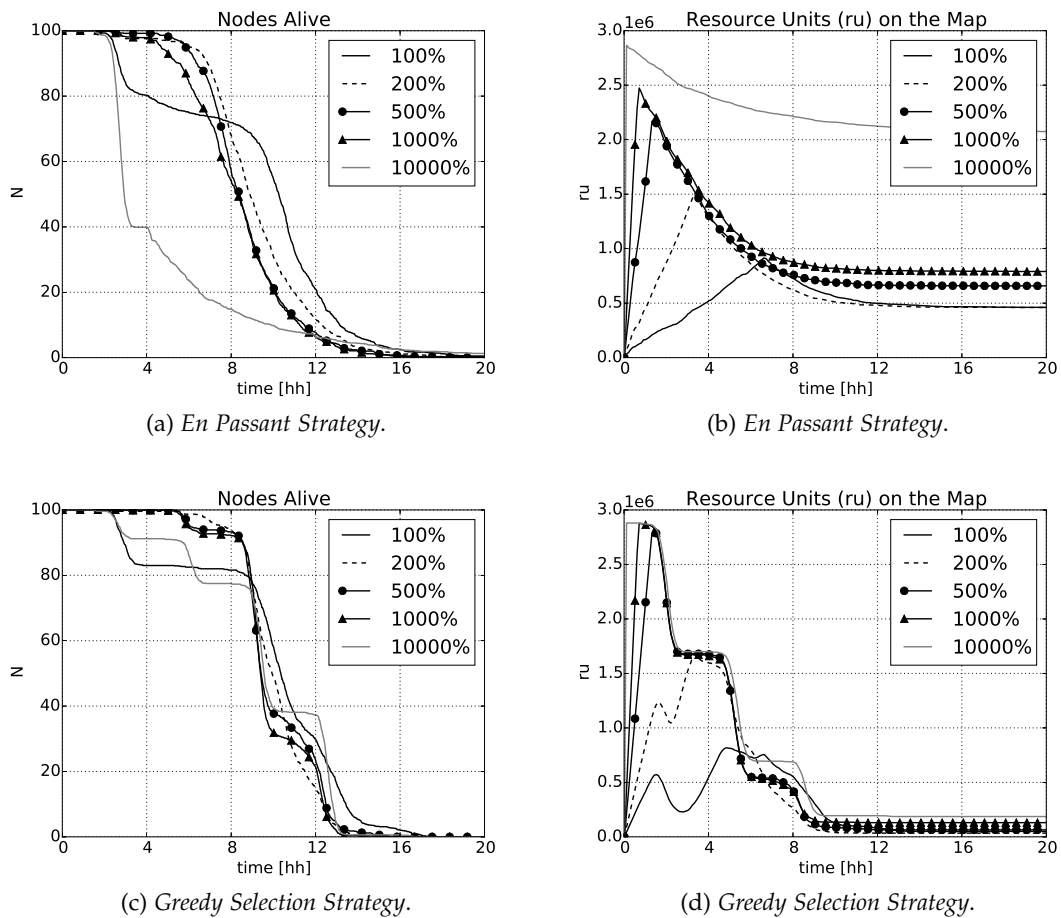 Nodes Alive
100
80
60
40
20
0
N
0 4 8 12 16 20
time [hh]
100%
200%
500%
1000%
10000%
(a) En Passant Strategy.
Resource Units (ru) on the Map
1e6
3.0
2.5
2.0
1.5
1.0
0.5
0.0
ru
0 4 8 12 16 20
time [hh]
100%
200%
500%
1000%
10000%
(b) En Passant Strategy.
Nodes Alive
100
80
60
40
20
0
N
0 4 8 12 16 20
time [hh]
100%
200%
500%
1000%
10000%
(c) Greedy Selection Strategy.
Resource Units (ru) on the Map
1e6
3.0
2.5
2.0
1.5
1.0
0.5
0.0
ru
0 4 8 12 16 20
time [hh]
100%
200%
500%
1000%
10000%
(d) Greedy Selection Strategy.